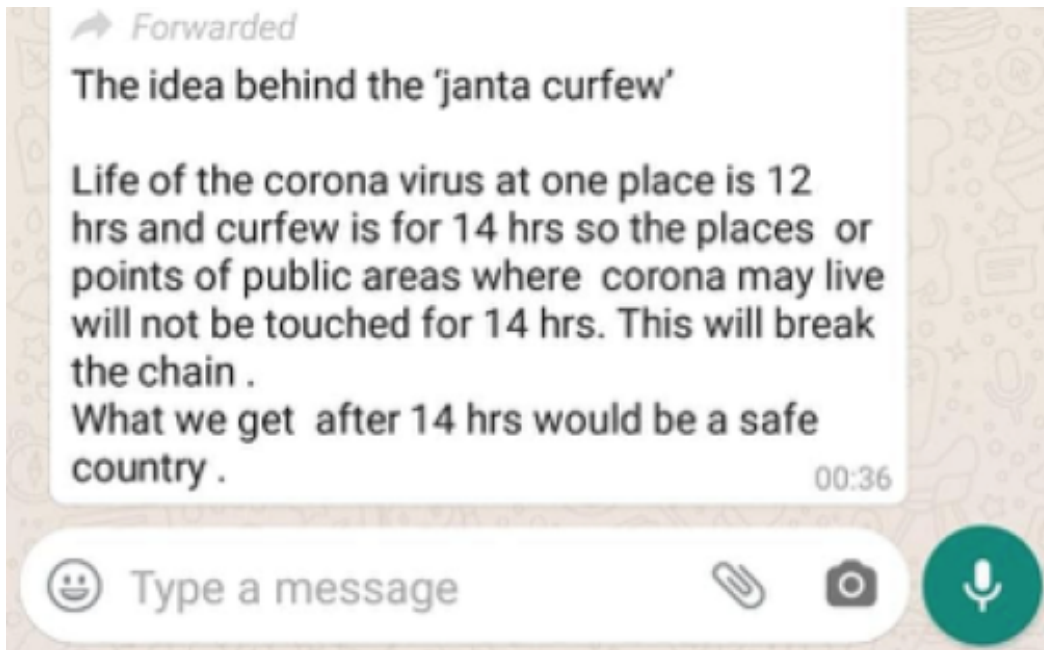 Forwarded
The idea behind the ‘janta curfew’
Life of the corona virus at one place is 12
hrs and curfew is for 14 hrs so the places  or
points of public areas where  corona may live
will not be touched for 14 hrs. This will break
the chain .
What we get  after 14 hrs would be a safe
country .
00:36
Type a message